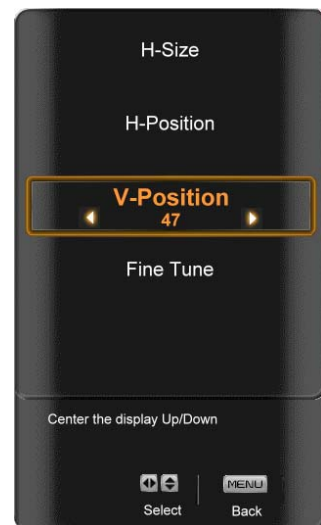 H-Size
H-Position
V-Position
47
Fine Tune
Center the display Up/Down
MENU
Select Back